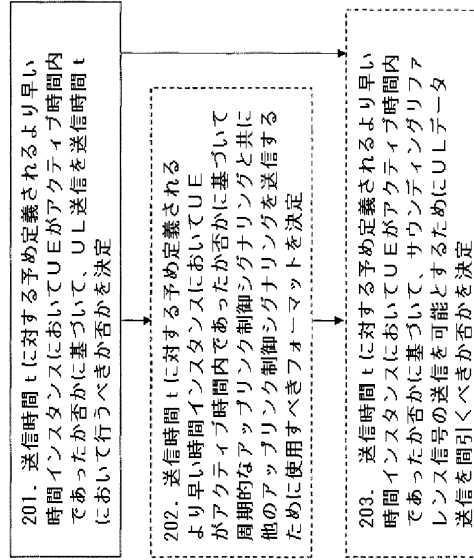 201. 送信時間tに対する予め定義されるより早い
時間インスタンスにおいてUEがアクティブ時間内
であったか否かに基づいて、UL送信を送信時間t
において行うべきか否かを決定
202. 送信時間tに対する予め定義される
より早い時間インスタンスにおいてUE
がアクティブ時間内であったか否かに基づいて
周期的なアップリンク制御シグナリングと共に
他のアップリンク制御シグナリングを送信する
ために使用すべきフォーマットを決定
203. 送信時間tに対する予め定義されるより早い
時間インスタンスにおいてUEがアクティブ時間内
であったか否かに基づいて、サウンディングリファ
レンス信号の送信を可能とするためにULデータ
送信を間引くべきか否かを決定